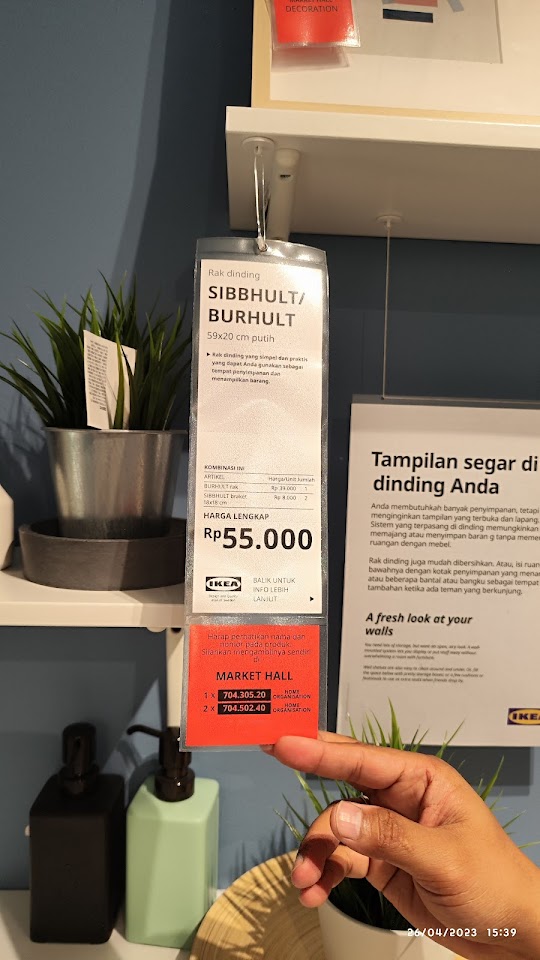 DECORATION
Rak dinding
SIBBHULT/
BURHULT
59x20 cm putih
▶ Rak dinding yang simpel dan praktis
yang dapat Anda gunakan sebagai
tempat penyimpanan dan
menampilkan barang.
KOMBINASI INI
ARTIKEL Harga/Unit Jumlah
BURHULT rak Rp 39.000 1
SIBBHULT braket Rp 8.000 2
18x18 cm
HARGA LENGKAP
Rp55.000
IKEA
BALIK UNTUK
INFO LEBIH
LANJUT ▶
Harap perhatikan nama dan
nomor pada produk.
Silahkan mengambilnya sendiri
di
MARKET HALL
1 X 704.305.20 HOME
ORGANISATION
2 X 704.502.40 HOME
ORGANISATION
Tampilan segar di
dinding Anda
Anda membutuhkan banyak penyimpanan, tetapi
menginginkan tampilan yang terbuka dan lapang.
Sistem yang terpasang di dinding memungkinkan
memajang atau menyimpan baran g tanpa meme
ruangan dengan mebel.
Rak dinding juga mudah dibersihkan. Atau, isi ruan
bawahnya dengan kotak penyimpanan yang mena
atau beberapa bantal atau bangku sebagai tempat
tambahan ketika ada teman yang berkunjung.
A fresh look at your
walls
IKEA
26/04/2023 15:39